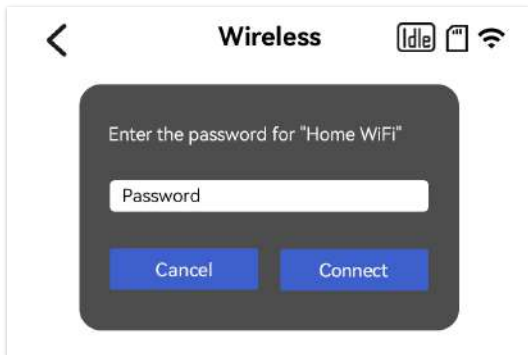 Wireless
Idle
Enter the password for "Home WiFi"
Password
Cancel
Connect